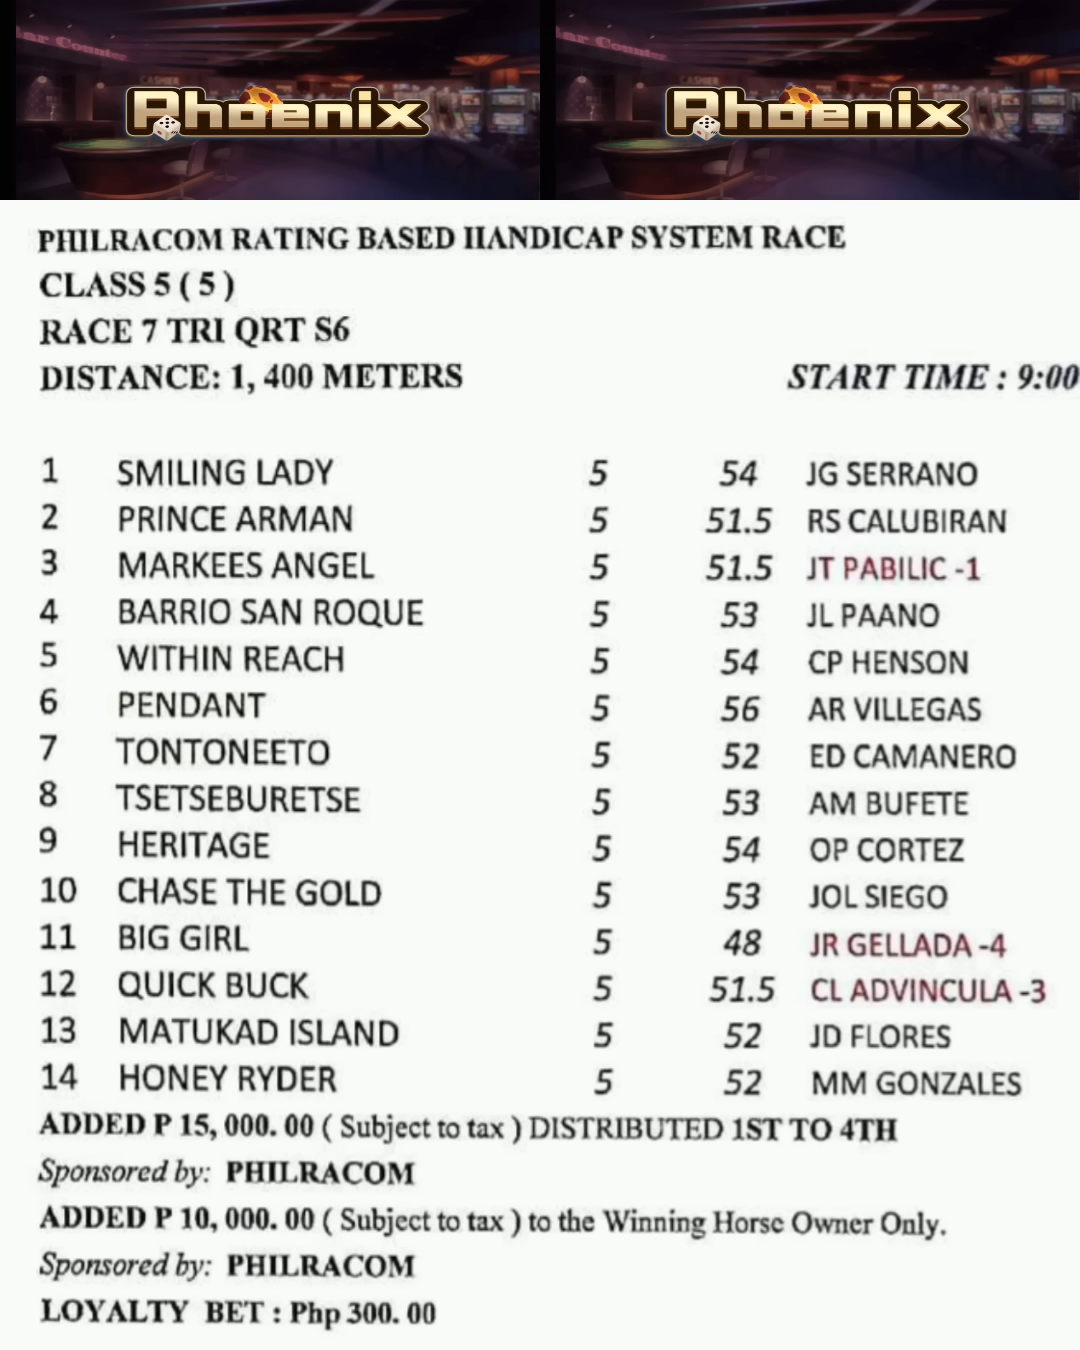 Bar Counter
CASHIER
Phoenix
Bar Counter
CASHIER
Phoenix
PHILRACOM RATING BASED HANDICAP SYSTEM RACE
CLASS 5 ( 5 )
RACE 7 TRI QRT S6
DISTANCE: 1, 400 METERS START TIME : 9:00
1 SMILING LADY 5 54 JG SERRANO
2 PRINCE ARMAN 5 51.5 RS CALUBIRAN
3 MARKEES ANGEL 5 51.5 JT PABILIC -1
4 BARRIO SAN ROQUE 5 53 JL PAANO
5 WITHIN REACH 5 54 CP HENSON
6 PENDANT 5 56 AR VILLEGAS
7 TONTONEETO 5 52 ED CAMANERO
8 TSETSEBURETSE 5 53 AM BUFETE
9 HERITAGE 5 54 OP CORTEZ
10 CHASE THE GOLD 5 53 JOL SIEGO
11 BIG GIRL 5 48 JR GELLADA -4
12 QUICK BUCK 5 51.5 CL ADVINCULA -3
13 MATUKAD ISLAND 5 52 JD FLORES
14 HONEY RYDER 5 52 MM GONZALES
ADDED P 15, 000. 00 ( Subject to tax ) DISTRIBUTED 1ST TO 4TH
Sponsored by: PHILRACOM
ADDED P 10, 000. 00 ( Subject to tax ) to the Winning Horse Owner Only.
Sponsored by: PHILRACOM
LOYALTY BET : Php 300. 00